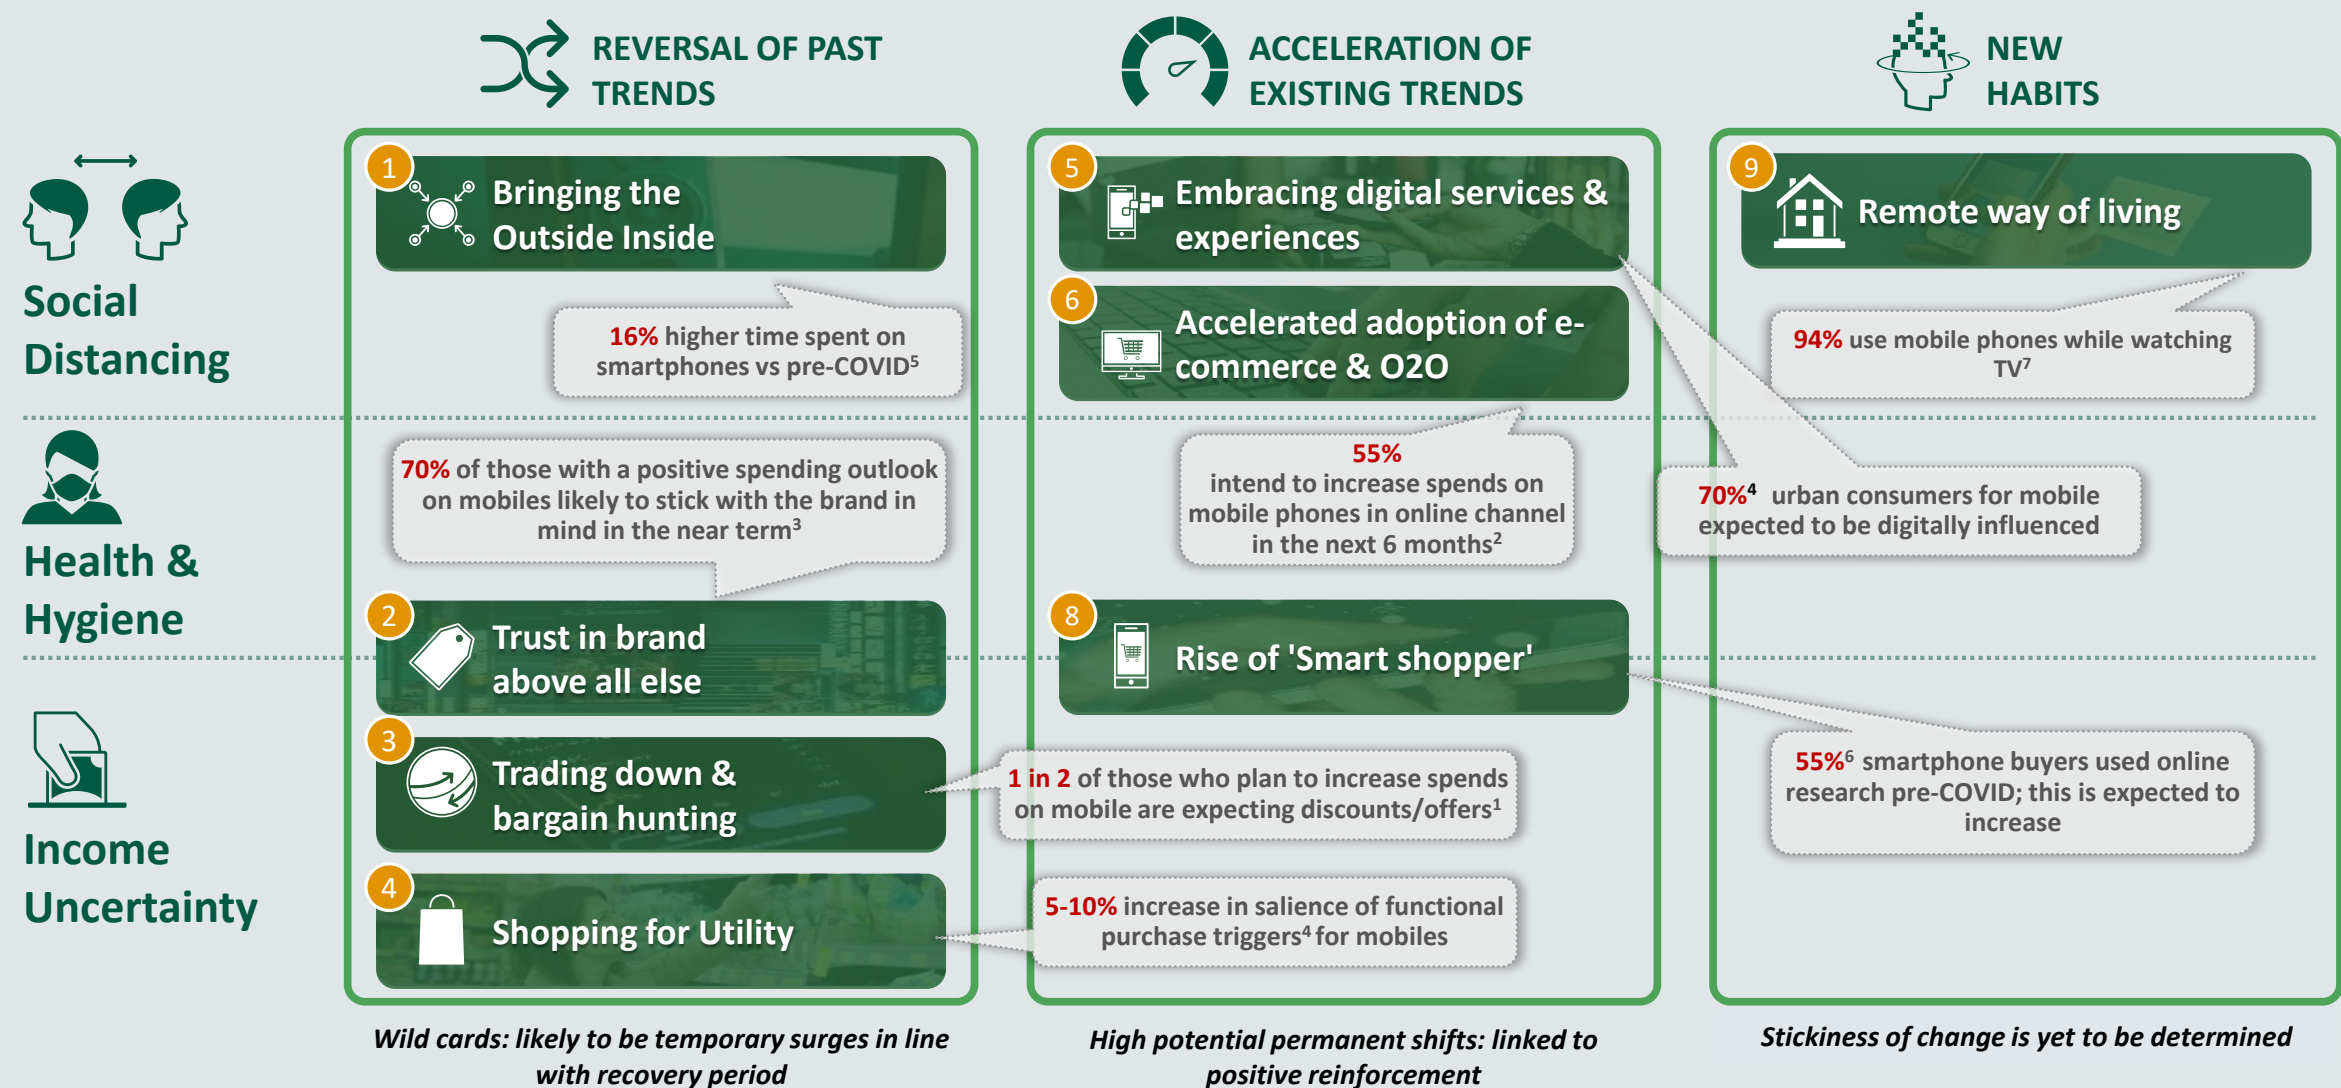 REVERSAL OF PAST
TRENDS
ACCELERATION OF
EXISTING TRENDS
NEW
HABITS
Social
Distancing
1
Bringing the
Outside Inside
16% higher time spent on
smartphones vs pre-COVID⁵
5
Embracing digital services &
experiences
6
Accelerated adoption of e-
commerce & O2O
9
Remote way of living
94% use mobile phones while watching
TV⁷
Health &
Hygiene
70% of those with a positive spending outlook
on mobiles likely to stick with the brand in
mind in the near term³
55%
intend to increase spends on
mobile phones in online channel
in the next 6 months²
70%⁴ urban consumers for mobile
expected to be digitally influenced
2
Trust in brand
above all else
8
Rise of 'Smart shopper'
Income
Uncertainty
3
Trading down &
bargain hunting
1 in 2 of those who plan to increase spends
on mobile are expecting discounts/offers¹
55%⁶ smartphone buyers used online
research pre-COVID; this is expected to
increase
4
Shopping for Utility
5-10% increase in salience of functional
purchase triggers⁴ for mobiles
Wild cards: likely to be temporary surges in line
with recovery period
High potential permanent shifts: linked to
positive reinforcement
Stickiness of change is yet to be determined